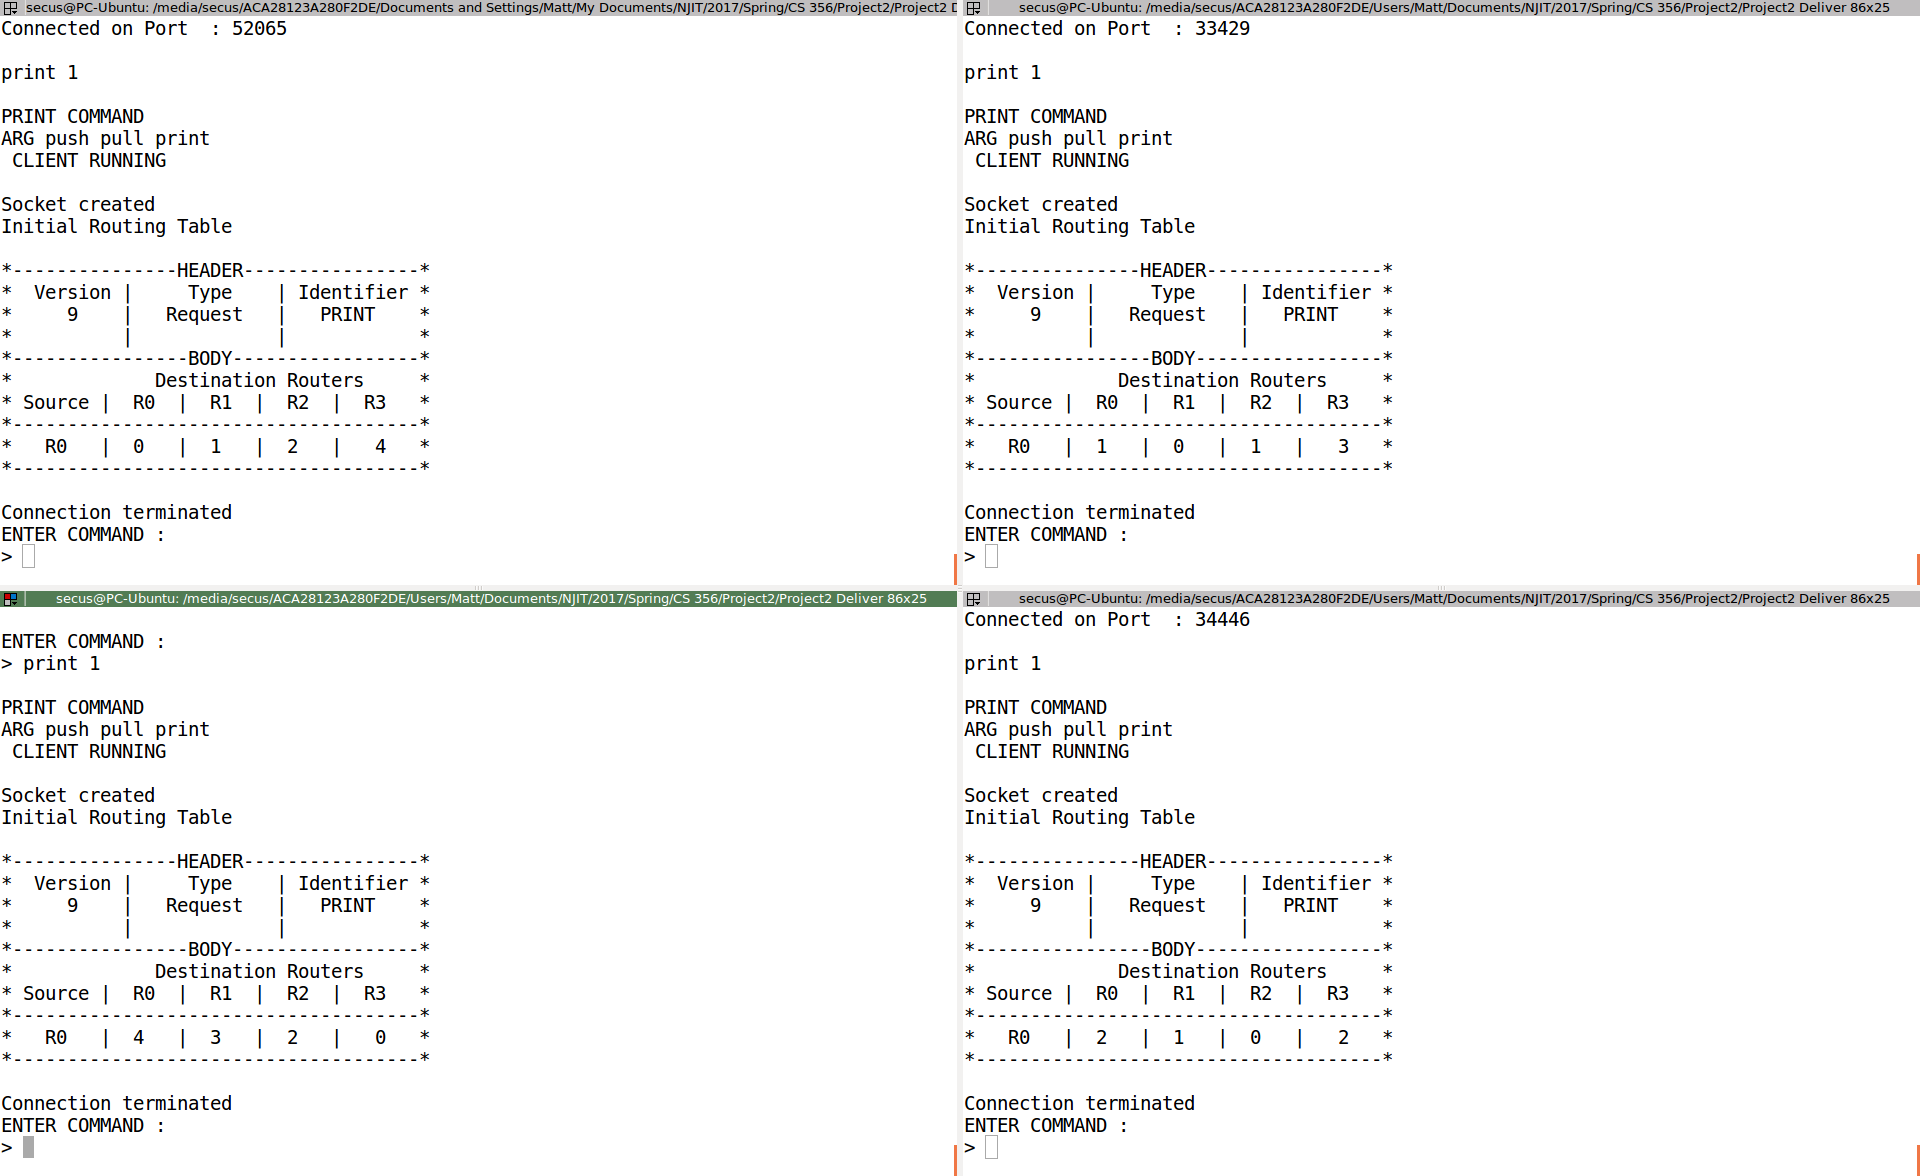 secus@PC-Ubuntu: /media/secus/ACA28123A280F2DE/Documents and Settings/Matt/My Documents/NJIT/2017/Spring/CS 356/Project2/Project2 D
Connected on Port  : 52065
print 1
PRINT COMMAND
ARG push pull print
 CLIENT RUNNING
Socket created
Initial Routing Table
*---------------HEADER----------------*
*  Version |     Type    | Identifier *
*     9    |   Request   |   PRINT    *
*          |             |            *
*----------------BODY-----------------*
*             Destination Routers     *
* Source |  R0  |  R1  |  R2  |  R3   *
*-------------------------------------*
*   R0   |  0   |  1   |  2   |   4   *
*-------------------------------------*
Connection terminated
ENTER COMMAND :
>
secus@PC-Ubuntu: /media/secus/ACA28123A280F2DE/Users/Matt/Documents/NJIT/2017/Spring/CS 356/Project2/Project2 Deliver 86x25
Connected on Port  : 33429
print 1
PRINT COMMAND
ARG push pull print
 CLIENT RUNNING
Socket created
Initial Routing Table
*---------------HEADER----------------*
*  Version |     Type    | Identifier *
*     9    |   Request   |   PRINT    *
*          |             |            *
*----------------BODY-----------------*
*             Destination Routers     *
* Source |  R0  |  R1  |  R2  |  R3   *
*-------------------------------------*
*   R0   |  1   |  0   |  1   |   3   *
*-------------------------------------*
Connection terminated
ENTER COMMAND :
>
secus@PC-Ubuntu: /media/secus/ACA28123A280F2DE/Users/Matt/Documents/NJIT/2017/Spring/CS 356/Project2/Project2 Deliver 86x25
ENTER COMMAND :
> print 1
PRINT COMMAND
ARG push pull print
 CLIENT RUNNING
Socket created
Initial Routing Table
*---------------HEADER----------------*
*  Version |     Type    | Identifier *
*     9    |   Request   |   PRINT    *
*          |             |            *
*----------------BODY-----------------*
*             Destination Routers     *
* Source |  R0  |  R1  |  R2  |  R3   *
*-------------------------------------*
*   R0   |  4   |  3   |  2   |   0   *
*-------------------------------------*
Connection terminated
ENTER COMMAND :
>
secus@PC-Ubuntu: /media/secus/ACA28123A280F2DE/Users/Matt/Documents/NJIT/2017/Spring/CS 356/Project2/Project2 Deliver 86x25
Connected on Port  : 34446
print 1
PRINT COMMAND
ARG push pull print
 CLIENT RUNNING
Socket created
Initial Routing Table
*---------------HEADER----------------*
*  Version |     Type    | Identifier *
*     9    |   Request   |   PRINT    *
*          |             |            *
*----------------BODY-----------------*
*             Destination Routers     *
* Source |  R0  |  R1  |  R2  |  R3   *
*-------------------------------------*
*   R0   |  2   |  1   |  0   |   2   *
*-------------------------------------*
Connection terminated
ENTER COMMAND :
>